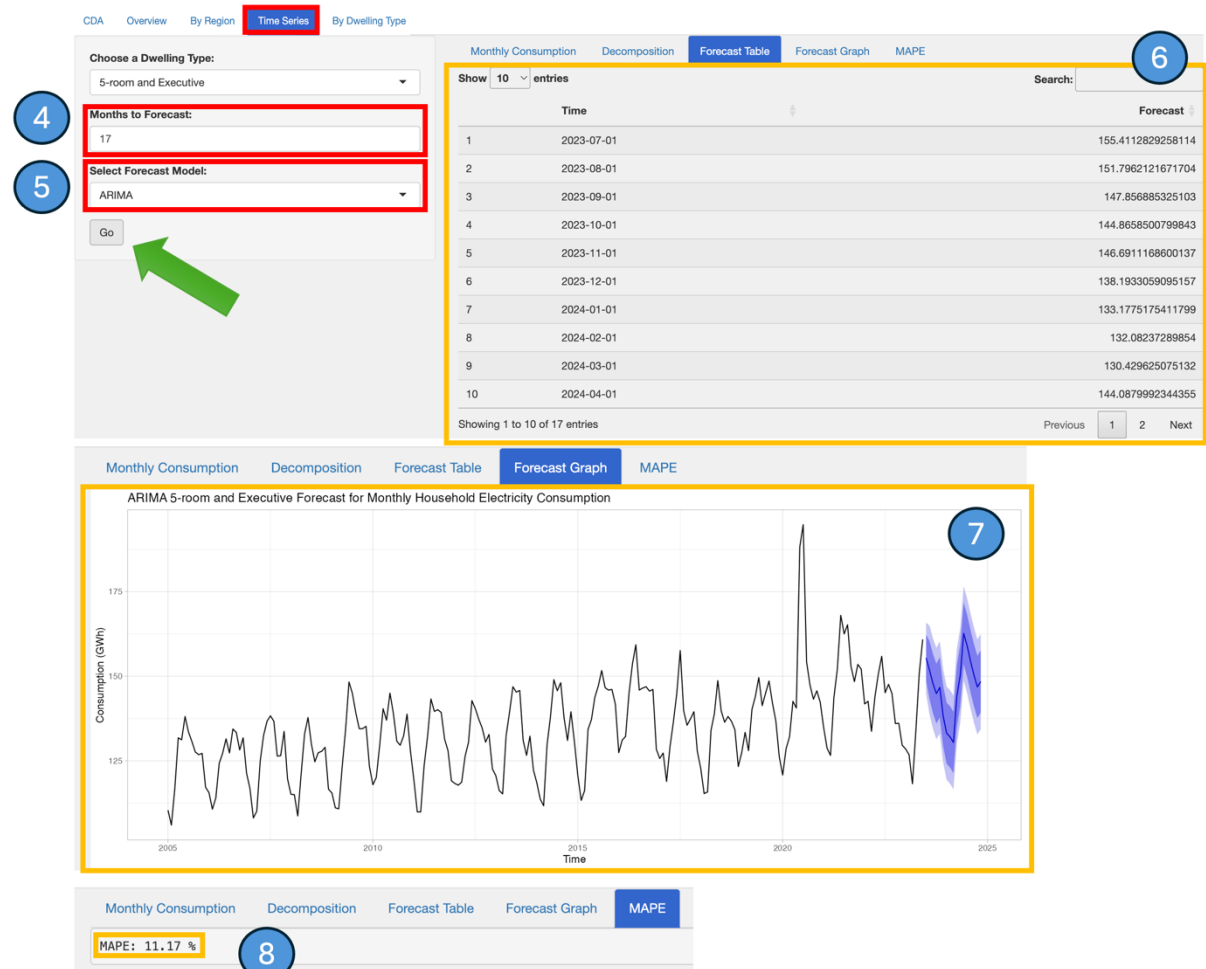 CDA Overview By Region Time Series By Dwelling Type
Choose a Dwelling Type:
5-room and Executive
4
Months to Forecast:
17
5
Select Forecast Model:
ARIMA
Go
Monthly Consumption Decomposition Forecast Table Forecast Graph MAPE
6
Show 10 entries Search:
Time Forecast
1 2023-07-01 155.4112829258114
2 2023-08-01 151.7962121671704
3 2023-09-01 147.856885325103
4 2023-10-01 144.8658500799843
5 2023-11-01 146.6911168600137
6 2023-12-01 138.1933059095157
7 2024-01-01 133.1775175411799
8 2024-02-01 132.08237289854
9 2024-03-01 130.429625075132
10 2024-04-01 144.0879992344355
Showing 1 to 10 of 17 entries Previous 1 2 Next
Monthly Consumption Decomposition Forecast Table Forecast Graph MAPE
ARIMA 5-room and Executive Forecast for Monthly Household Electricity Consumption
7
175
150
125
Consumption (GWh)
2005 2010 2015 2020 2025
Time
Monthly Consumption Decomposition Forecast Table Forecast Graph MAPE
MAPE: 11.17 %
8